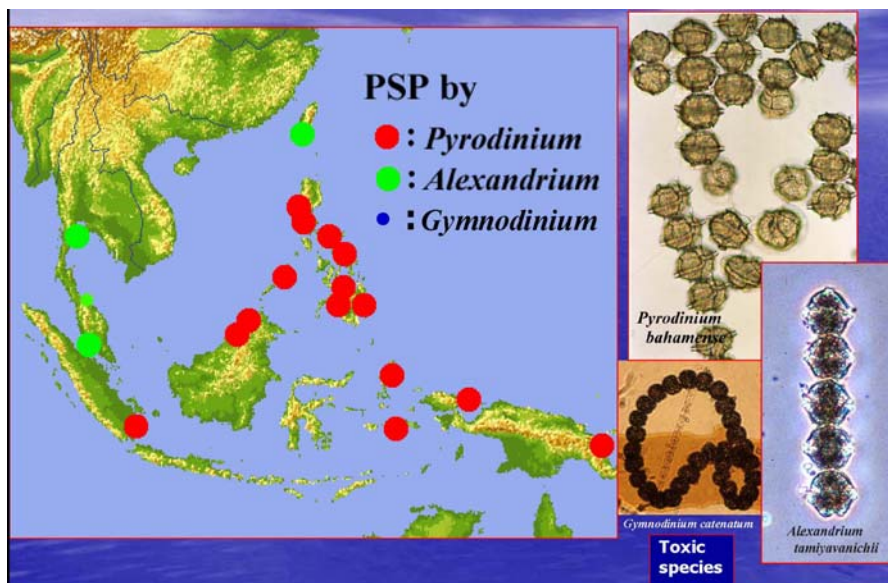 PSP by
: Pyrodinium
: Alexandrium
: Gymnodinium
Pyrodinium
bahamense
Gymnodinium catenatum
Alexandrium
tamiyavanichii
Toxic
species